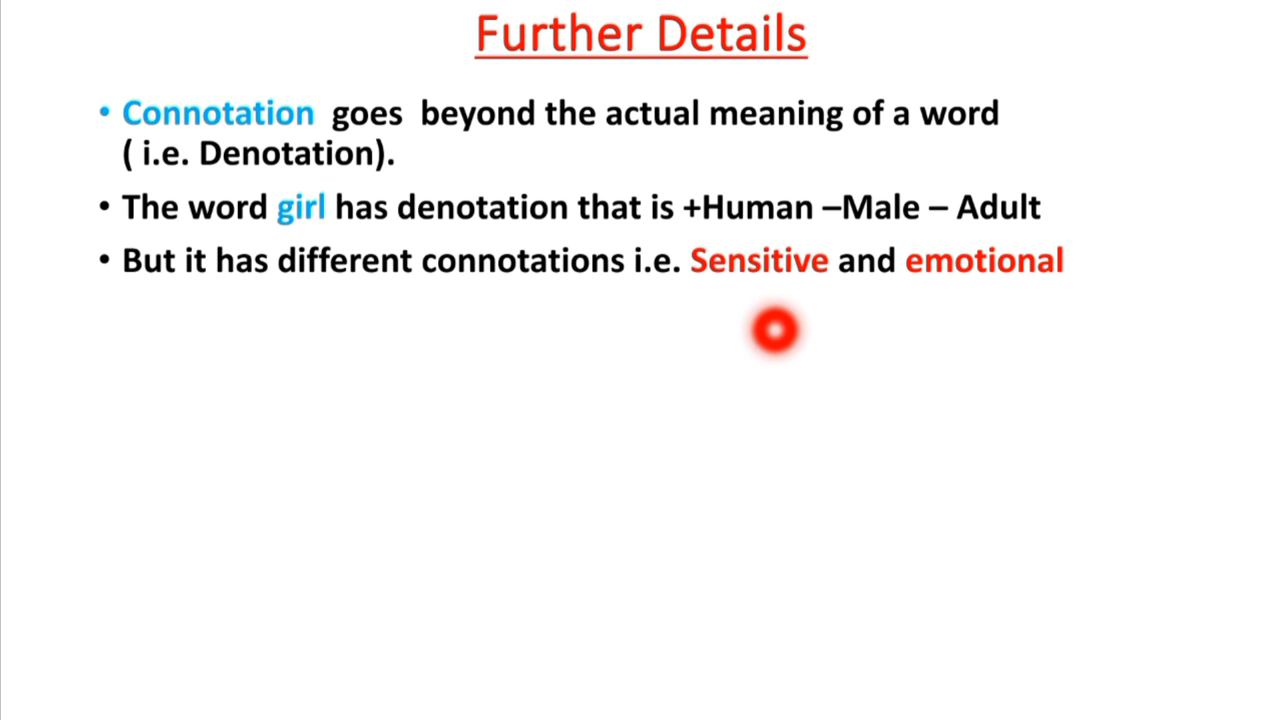 Further Details
• Connotation goes beyond the actual meaning of a word
( i.e. Denotation).
• The word girl has denotation that is +Human –Male – Adult
• But it has different connotations i.e. Sensitive and emotional